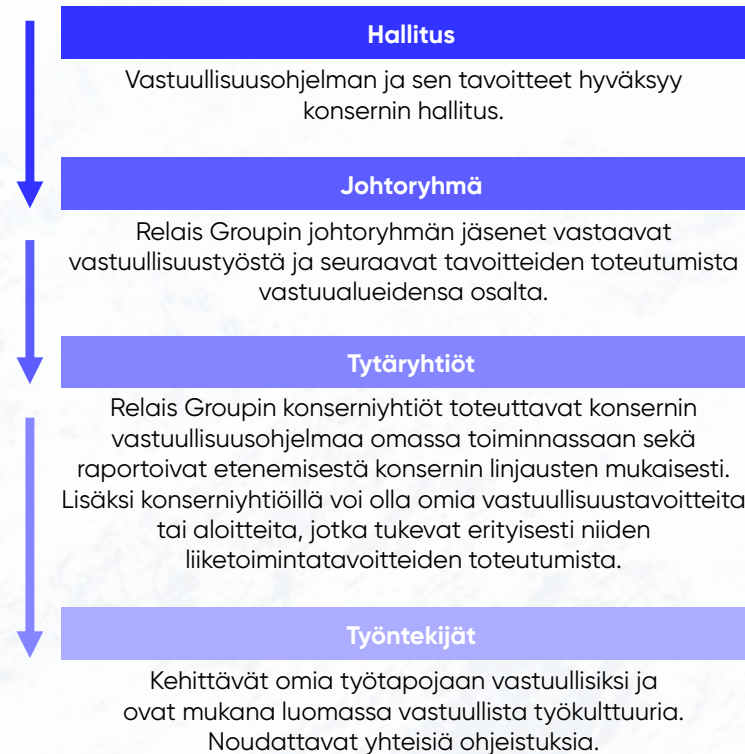 Hallitus
Vastuullisuusohjelman ja sen tavoitteet hyväksyy
konsernin hallitus.
Johtoryhmä
Relais Groupin johtoryhmän jäsenet vastaavat
vastuullisuustyöstä ja seuraavat tavoitteiden toteutumista
vastuualueidensa osalta.
Tytäryhtiöt
Relais Groupin konserniyhtiöt toteuttavat konsernin
vastuullisuusohjelmaa omassa toiminnassaan sekä
raportoivat etenemisestä konsernin linjausten mukaisesti.
Lisäksi konserniyhtiöillä voi olla omia vastuullisuustavoitteita
tai aloitteita, jotka tukevat erityisesti niiden
liiketoimintatavoitteiden toteutumista.
Työntekijät
Kehittävät omia työtapojaan vastuullisiksi ja
ovat mukana luomassa vastuullista työkulttuuria.
Noudattavat yhteisiä ohjeistuksia.